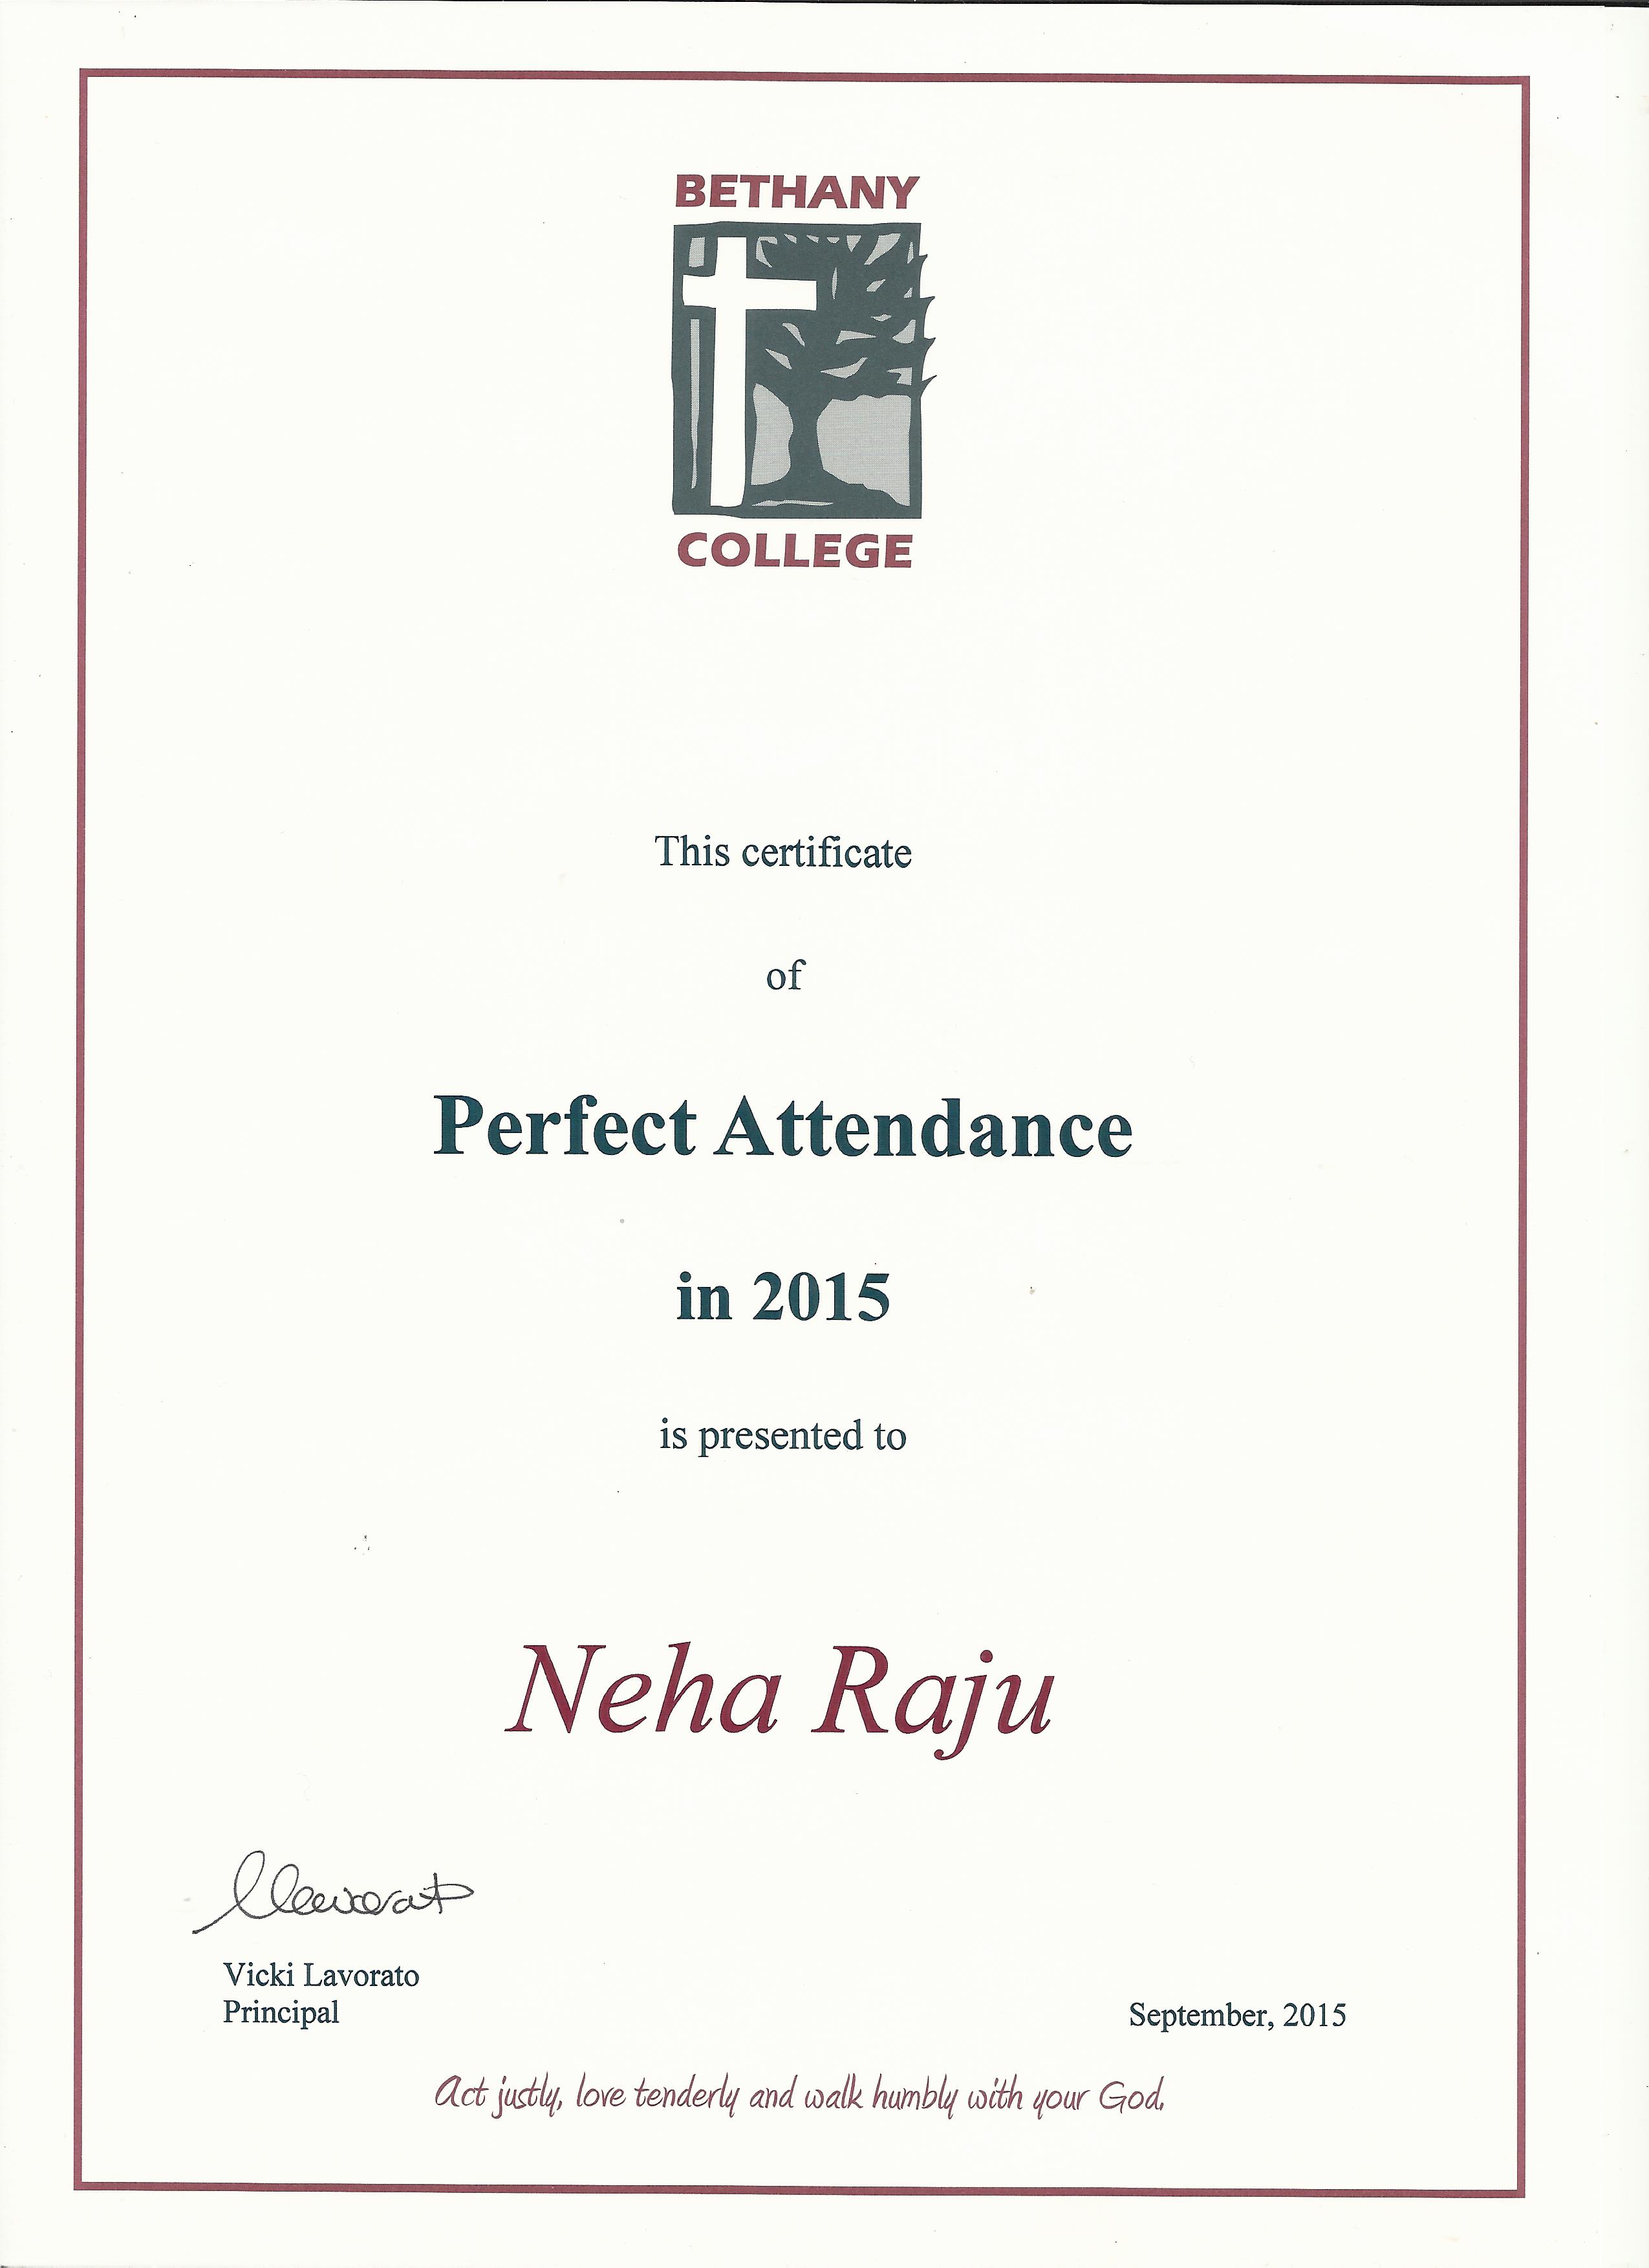 BETHANY
COLLEGE
This certificate
of
Perfect Attendance
in 2015
is presented to
Neha Raju
Vicki Lavorato
Principal
September, 2015
Act justly, love tenderly and walk humbly with your God.